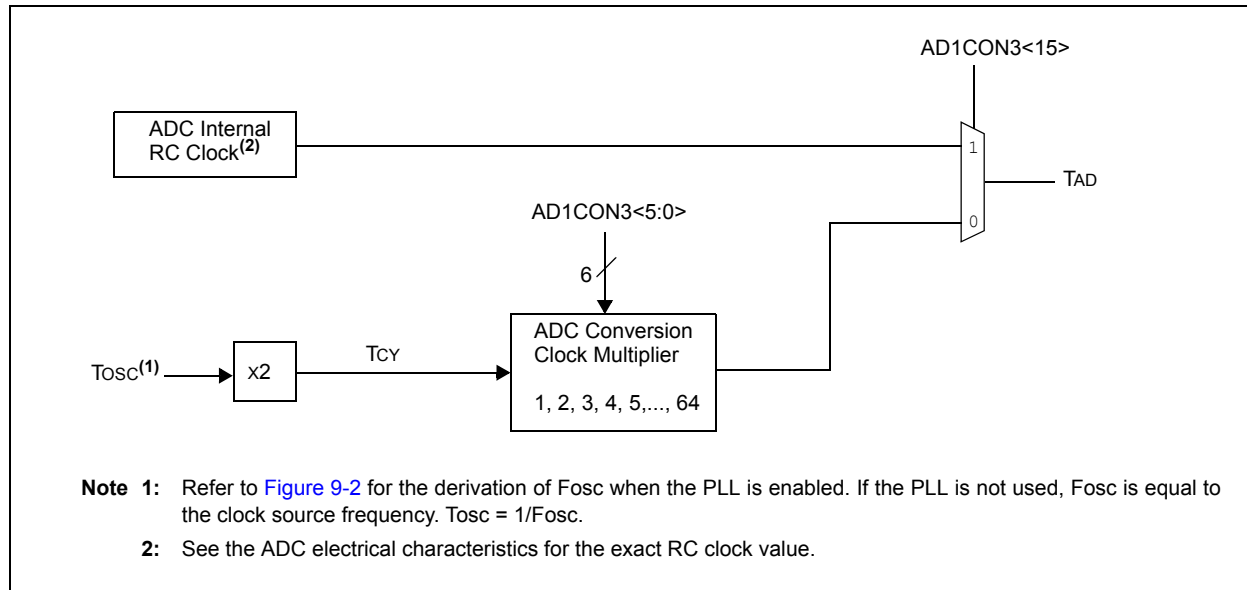 AD1CON3<15>
ADC Internal
RC Clock(2)
1
TAD
AD1CON3<5:0>
0
6
ADC Conversion
Clock Multiplier
TOSC(1)
X2
TCY
1, 2, 3, 4, 5,..., 64
Note 1: Refer to Figure 9-2 for the derivation of Fosc when the PLL is enabled. If the PLL is not used, Fosc is equal to
the clock source frequency. Tosc = 1/Fosc.
2: See the ADC electrical characteristics for the exact RC clock value.